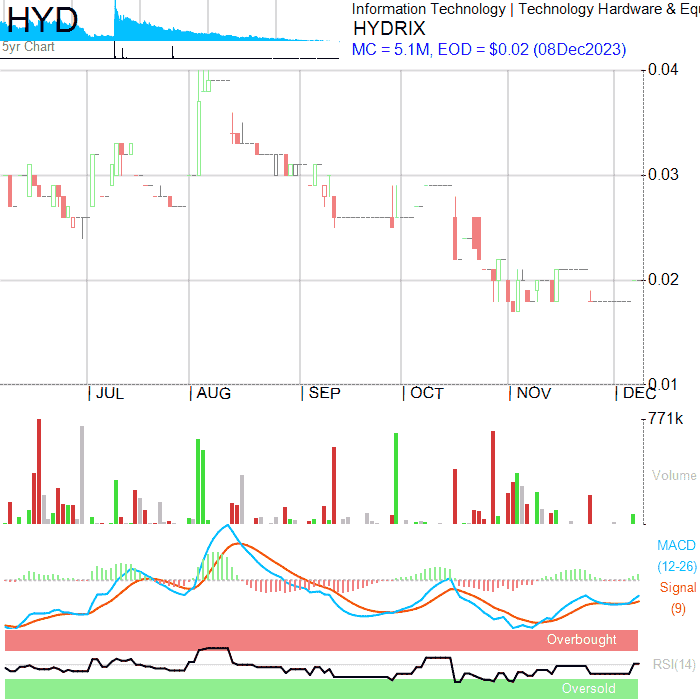 HYD
5yr Chart
Information Technology | Technology Hardware & Equ
HYDRIX
MC = 5.1M, EOD = $0.02 (08Dec2023)
0.04
0.03
0.02
0.01
JUL
AUG
SEP
OCT
NOV
DEC
771k
Volume
MACD
(12-26)
Signal
(9)
Overbought
RSI(14)
Oversold